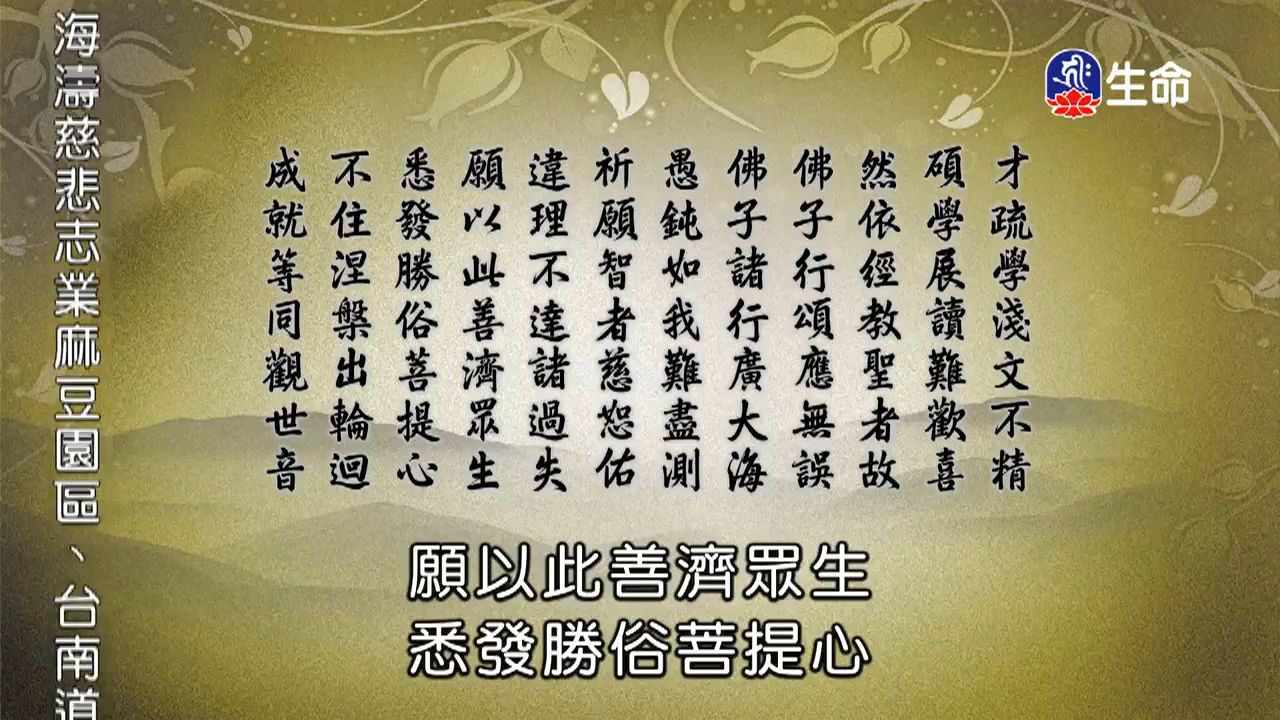 才疏學淺文不精
碩學展讀難歡喜
然依經教聖者故
佛子行頌應無誤
佛子諸行廣大海
愚鈍如我難盡測
祈願智者慈恕佑
違理不達諸過失
願以此善濟眾生
悉發勝俗菩提心
不住涅槃出輪迴
成就等同觀世音
願以此善濟眾生
悉發勝俗菩提心
海濤慈悲志業麻豆園區、台南道
生命